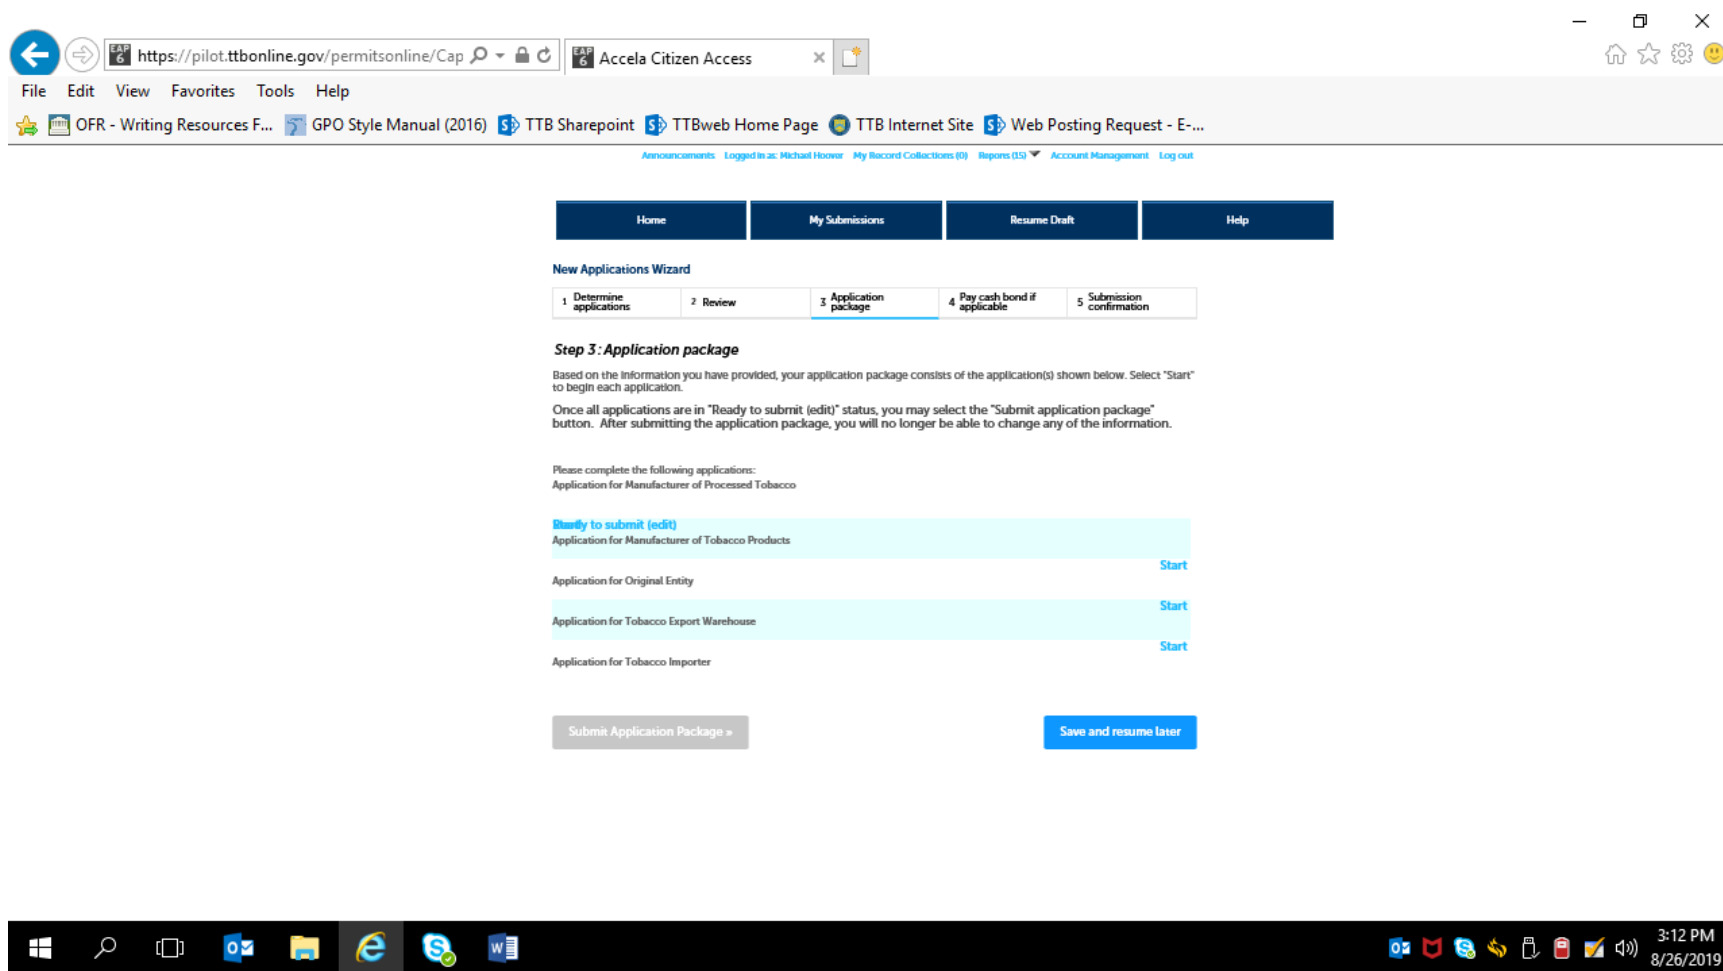 https://pilot.ttbonline.gov/permitsonline/Cap
Accela Citizen Access
File Edit View Favorites Tools Help
OFR - Writing Resources F... GPO Style Manual (2016) TTB Sharepoint TTBweb Home Page TTB Internet Site Web Posting Request - E-...
Announcements Logged in as: Michael Hoover My Record Collections (0) Reports (15) Account Management Log out
Home My Submissions Resume Draft Help
New Applications Wizard
1 Determine applications 2 Review 3 Application package 4 Pay cash bond if applicable 5 Submission confirmation
Step 3: Application package
Based on the information you have provided, your application package consists of the application(s) shown below. Select "Start"
to begin each application.
Once all applications are in "Ready to submit (edit)" status, you may select the "Submit application package"
button. After submitting the application package, you will no longer be able to change any of the information.
Please complete the following applications:
Application for Manufacturer of Processed Tobacco
Ready to submit (edit)
Application for Manufacturer of Tobacco Products
Start
Application for Original Entity
Start
Application for Tobacco Export Warehouse
Start
Application for Tobacco Importer
Submit Application Package »
Save and resume later
3:12 PM
8/26/2019